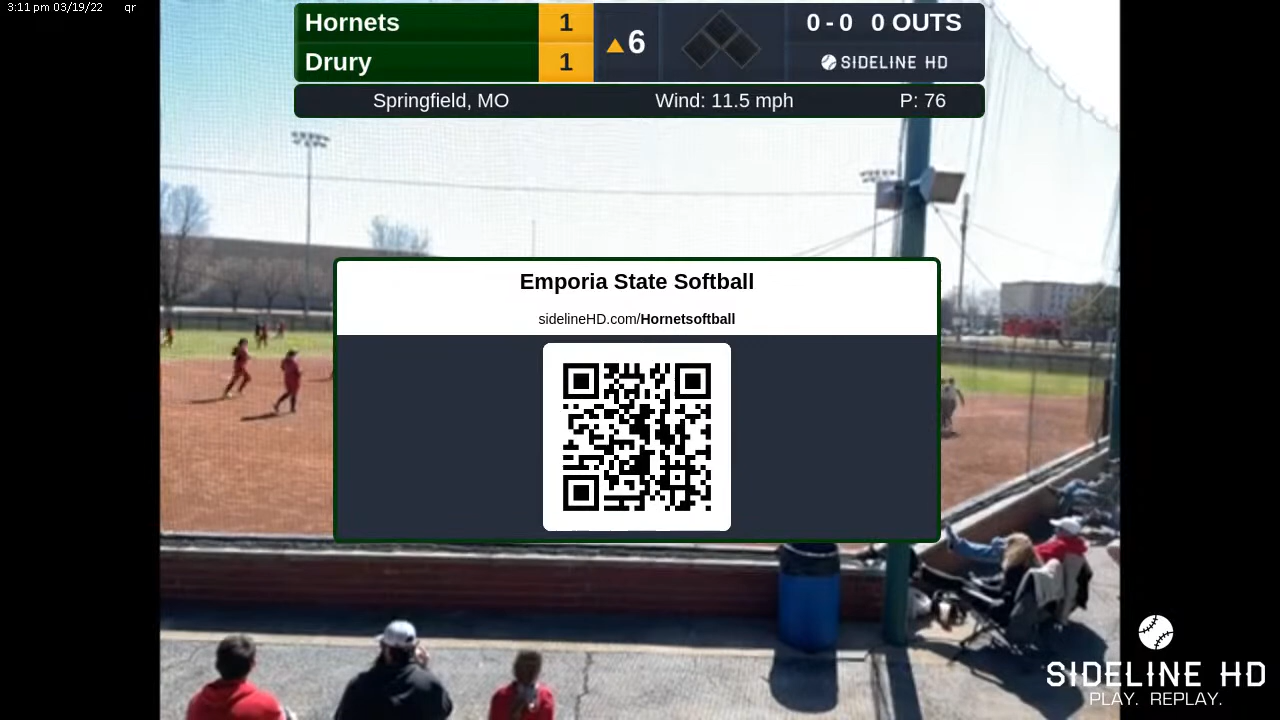 3:11 pm 03/19/22 qr
Hornets 1
Drury 1
6
0 - 0 0 OUTS
SIDELINE HD
Springfield, MO Wind: 11.5 mph P: 76
Emporia State Softball
sidelineHD.com/Hornetsoftball
SIDELINE HD
PLAY. REPLAY.